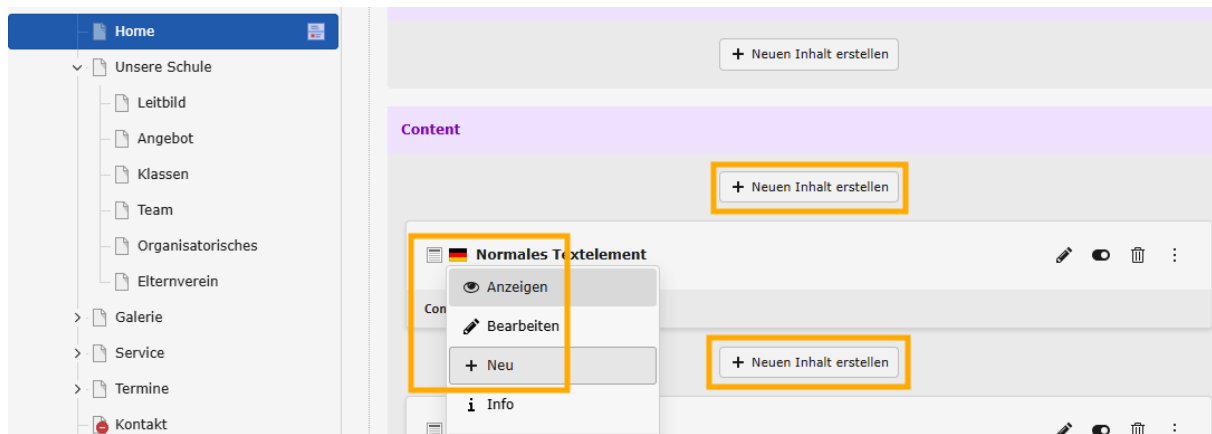 Home
Unsere Schule
Leitbild
Angebot
Klassen
Team
Organisatorisches
Elternverein
Galerie
Service
Termine
Kontakt
+ Neuen Inhalt erstellen
Content
+ Neuen Inhalt erstellen
Normales Textelement
Anzeigen
Con
Bearbeiten
+ Neu
+ Neuen Inhalt erstellen
i Info